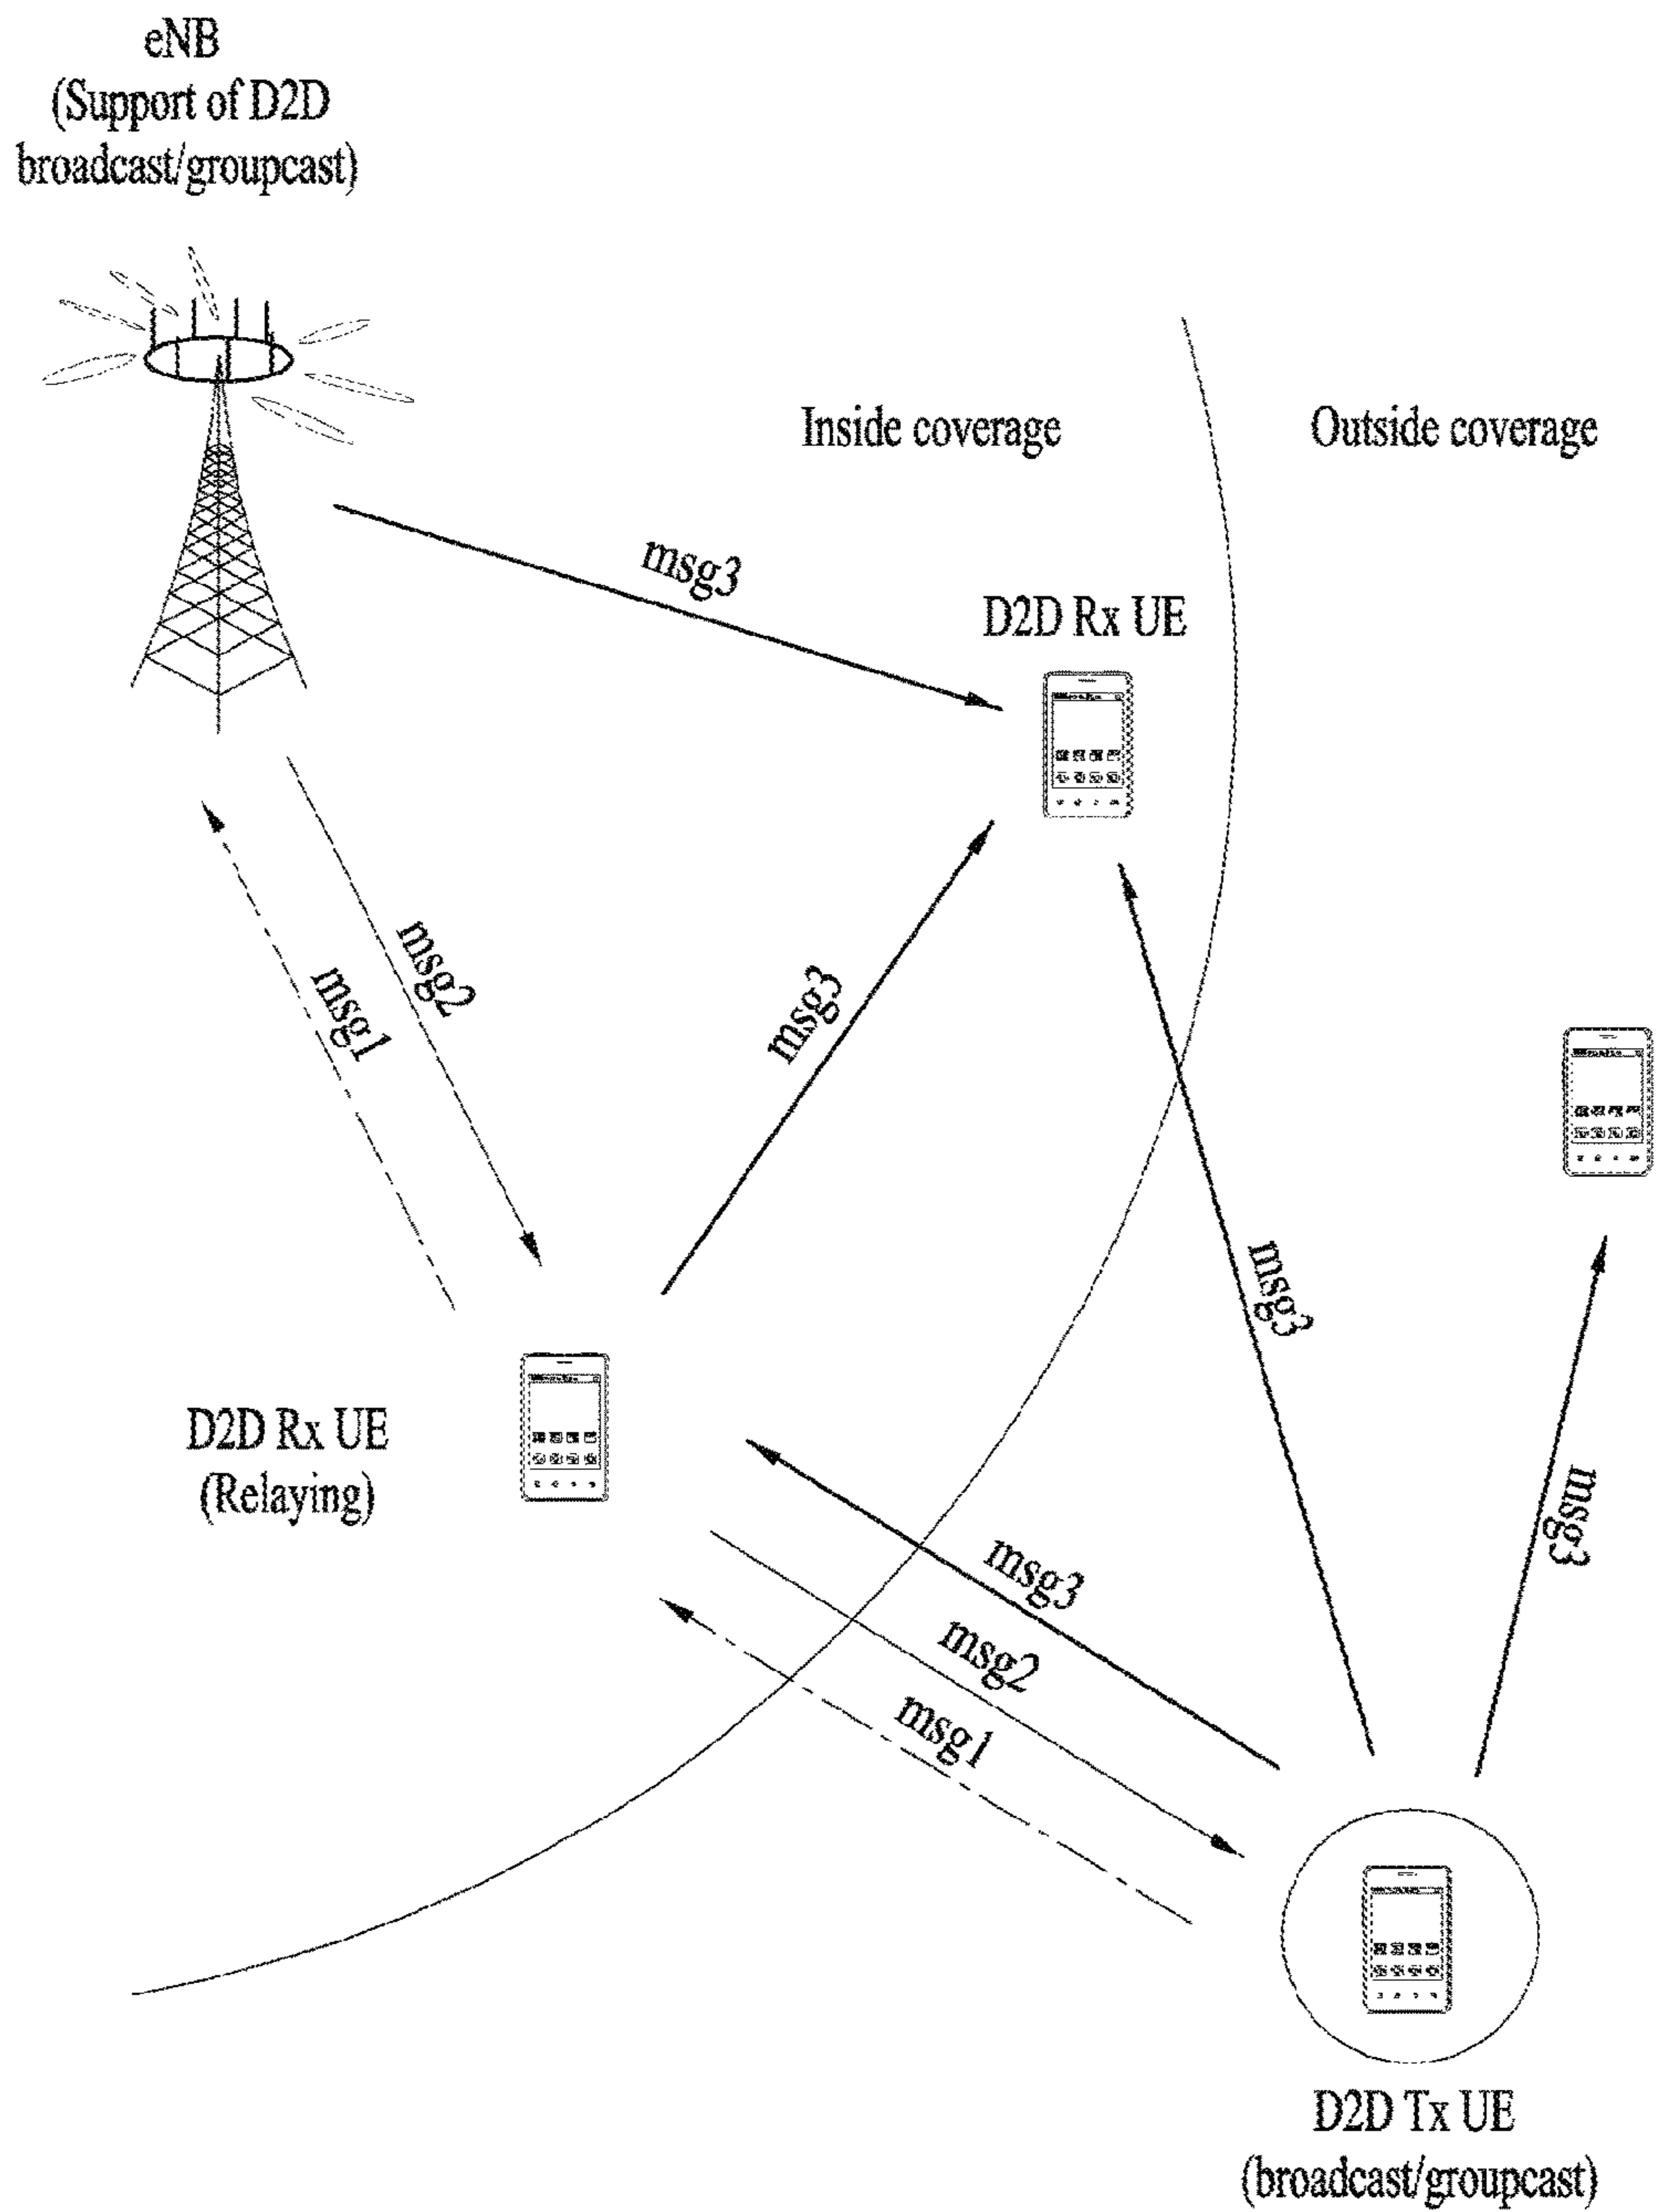 eNB
(Support of D2D
broadcast/groupcast)
Inside coverage
Outside coverage
msg3
D2D Rx UE
msg2
msg1
msg3
msg3
D2D Rx UE
(Relaying)
msg3
msg3
msg2
msg1
D2D Tx UE
(broadcast/groupcast)